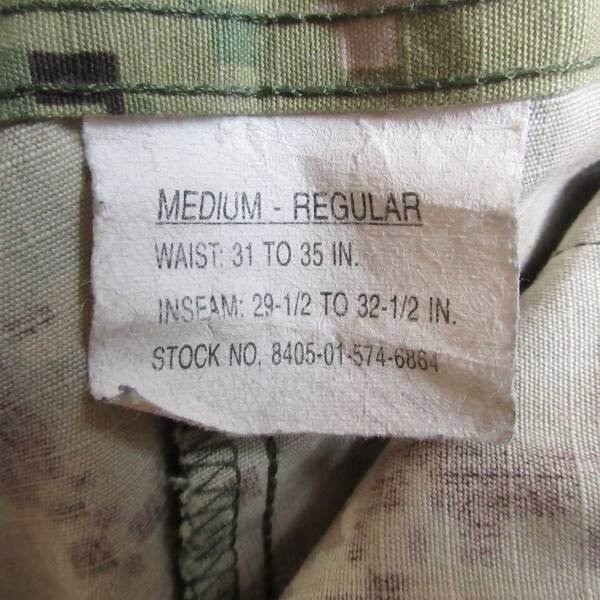 MEDIUM - REGULAR
WAIST: 31 TO 35 IN.
INSEAM: 29-1/2 TO 32-1/2 IN.
STOCK NO. 8405-01-574-6864